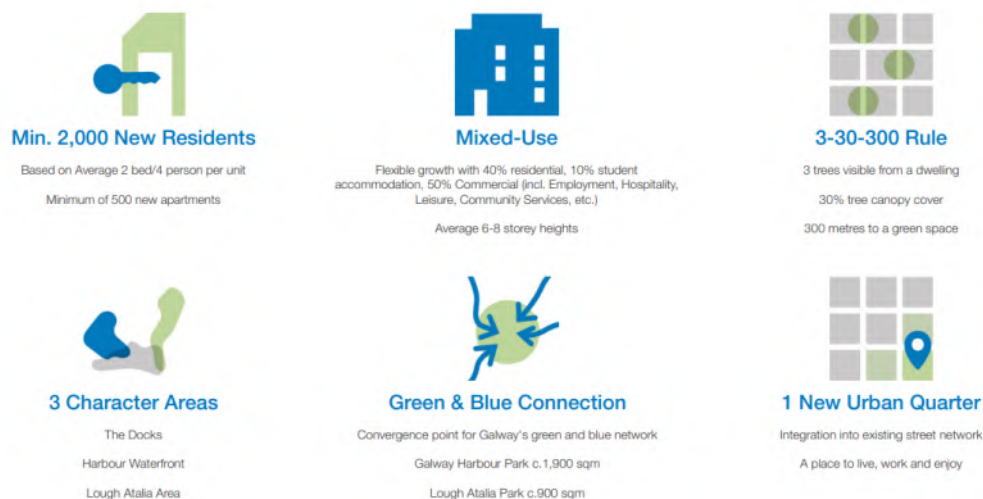 Min. 2,000 New Residents
Based on Average 2 bed/4 person per unit
Minimum of 500 new apartments
Mixed-Use
Flexible growth with 40% residential, 10% student
accommodation, 50% Commercial (incl. Employment, Hospitality,
Leisure, Community Services, etc.)
Average 6-8 storey heights
3-30-300 Rule
3 trees visible from a dwelling
30% tree canopy cover
300 metres to a green space
3 Character Areas
The Docks
Harbour Waterfront
Lough Atalia Area
Green & Blue Connection
Convergence point for Galway's green and blue network
Galway Harbour Park c.1,900 sqm
Lough Atalia Park c.900 sqm
1 New Urban Quarter
Integration into existing street network
A place to live, work and enjoy